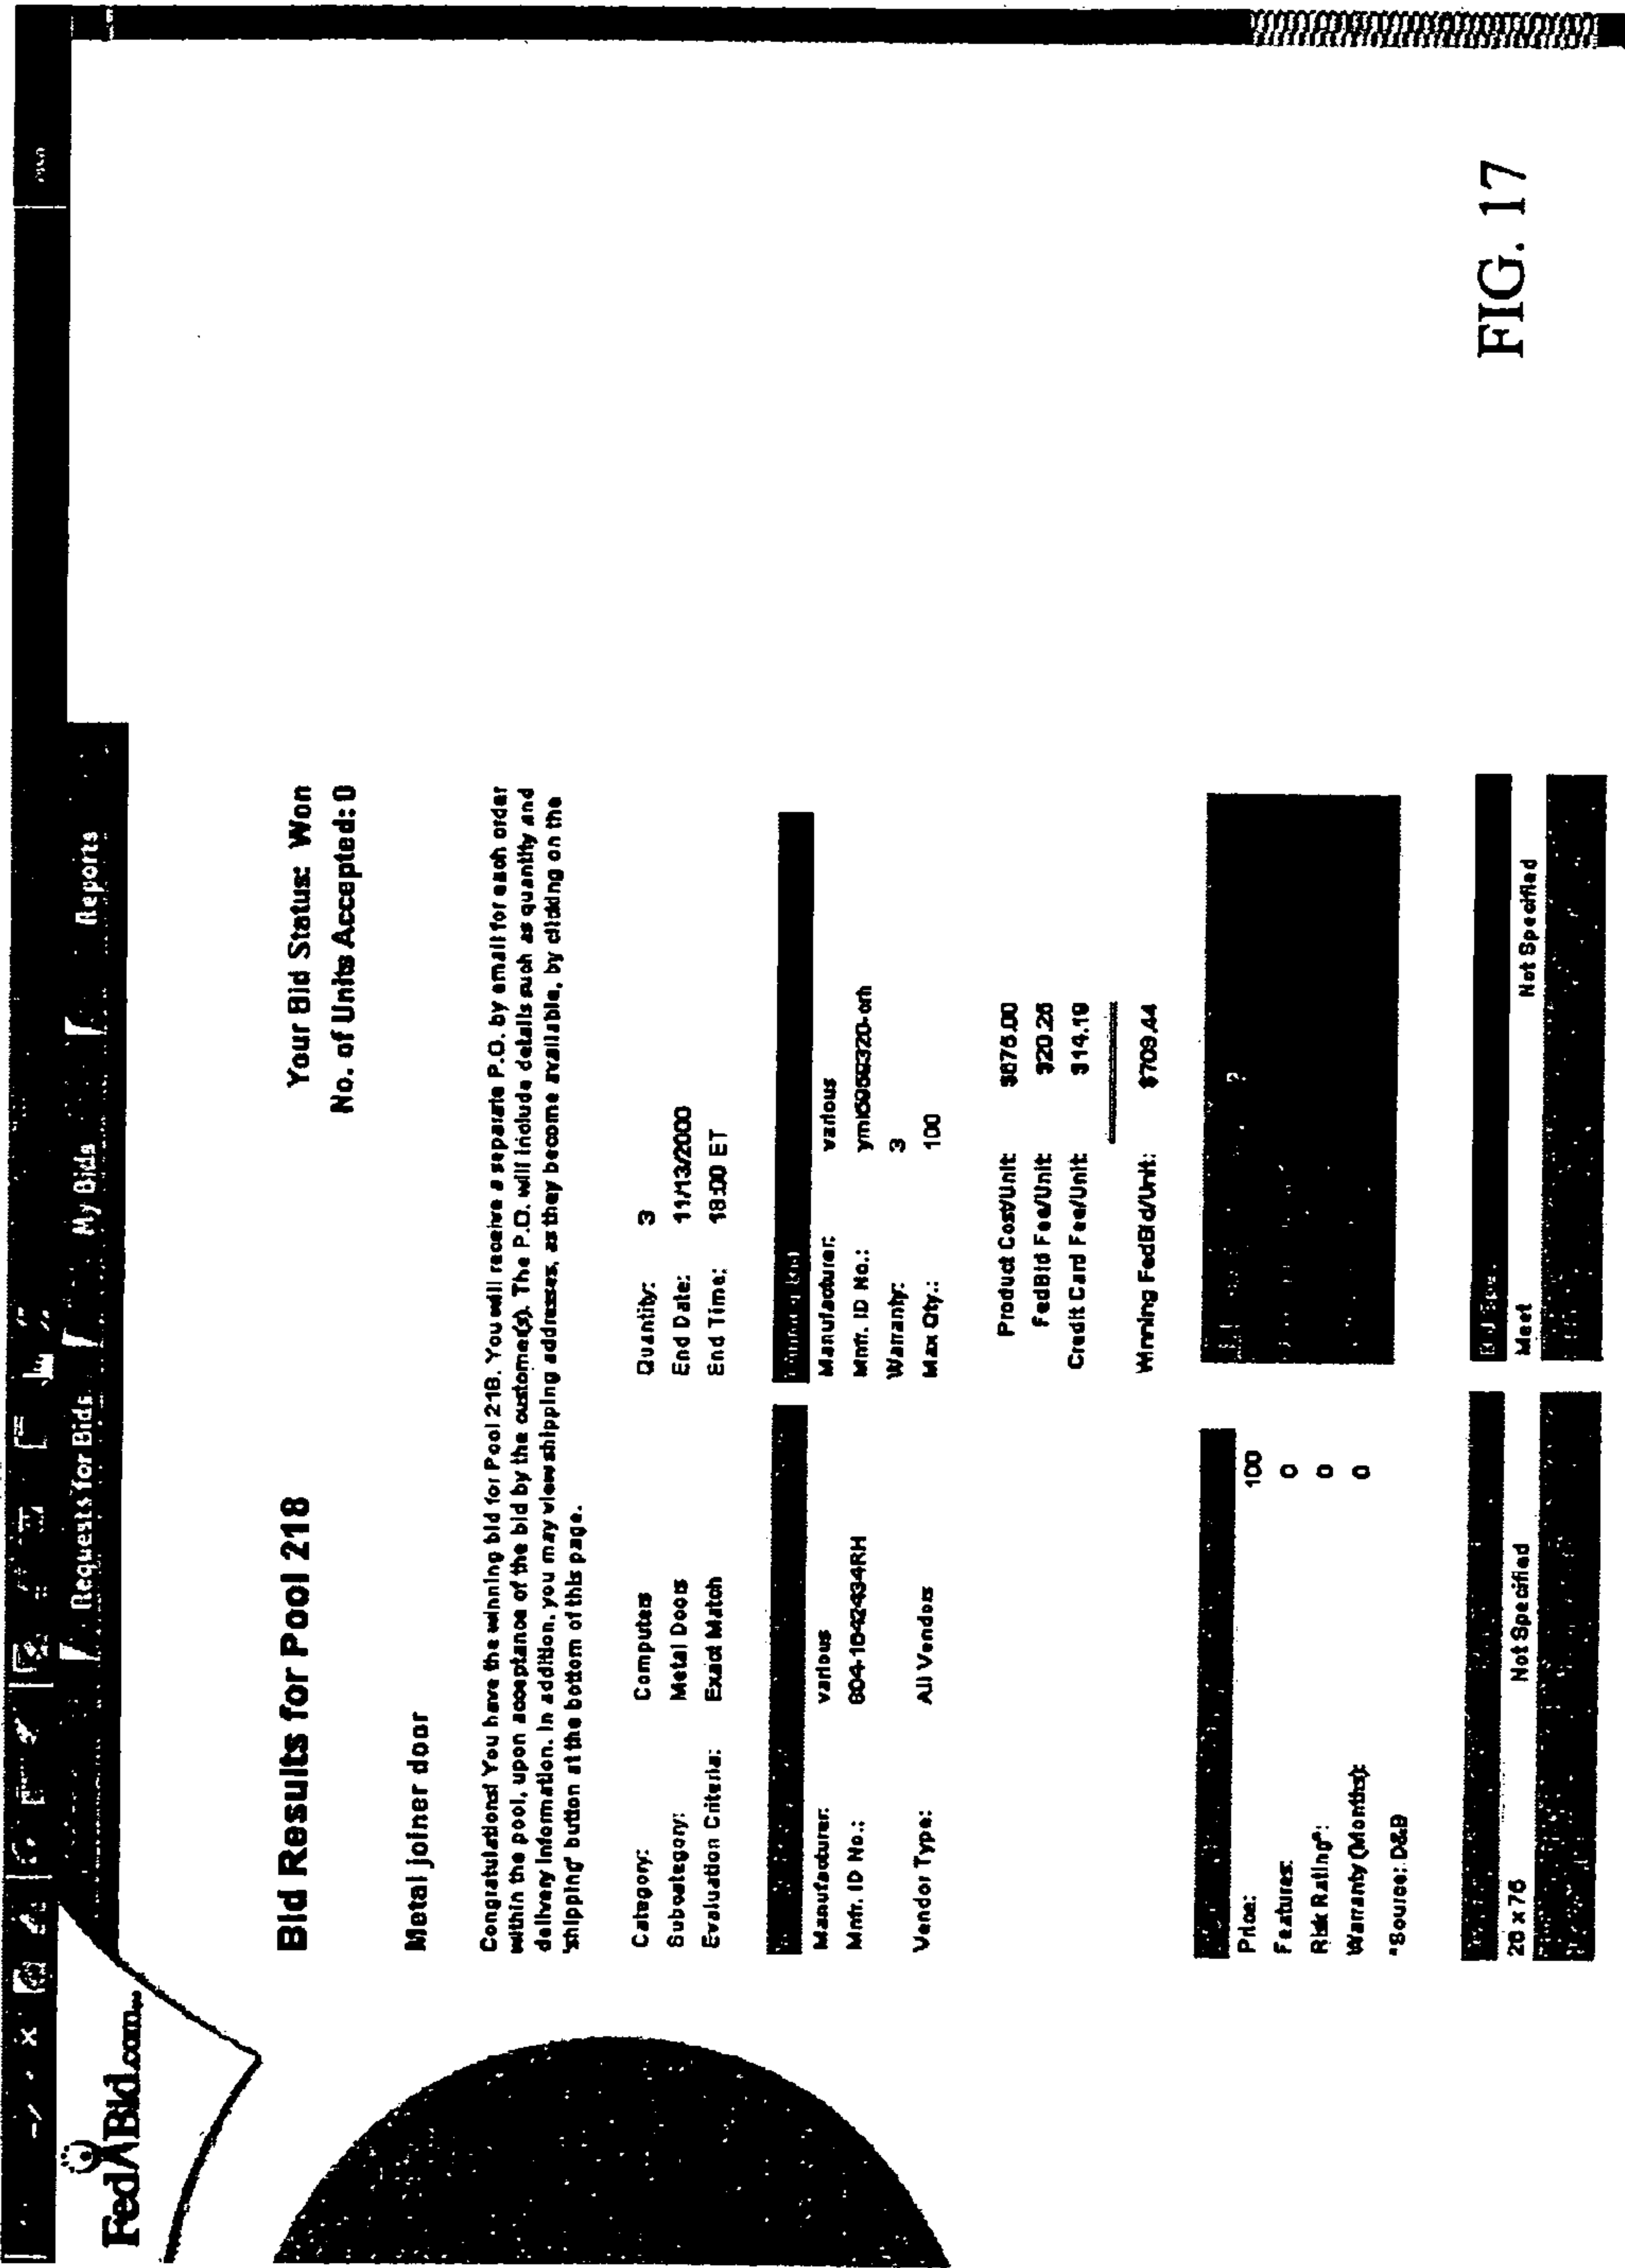 FedBid.com
Requests for Bids
My Bids
Reports
Bid Results for Pool 218
Your Bid Status: Won
No. of Units Accepted: 0
Metal joiner door
Congratulations! You have the winning bid for Pool 218. You will receive a separate P.O. by email for each order
within the pool, upon acceptance of the bid by the customer(s). The P.O. will include details such as quantity and
delivery information. In addition, you may view shipping addresses, as they become available, by clicking on the
'shipping' button at the bottom of this page.
Category: Computers Quantity: 3
Subcategory: Metal Doors End Date: 11/13/2000
Evaluation Criteria: Exact Match End Time: 18:00 ET
Manufacturer: various Manufacturer: various
Mnfr. ID No.: Mnfr. ID No.:
Warranty: 3
Vendor Type: All Vendors Max Qty.: 100
Product Cost/Unit: $675.00
FedBid Fee/Unit: $20.25
Credit Card Fee/Unit: $14.19
Winning FedBid/Unit: $709.44
Price: 100
Features: 0
Risk Rating*: 0
Warranty (Months): 0
*Source: D&B
Not Specified Meet Not Specified
FIG. 17